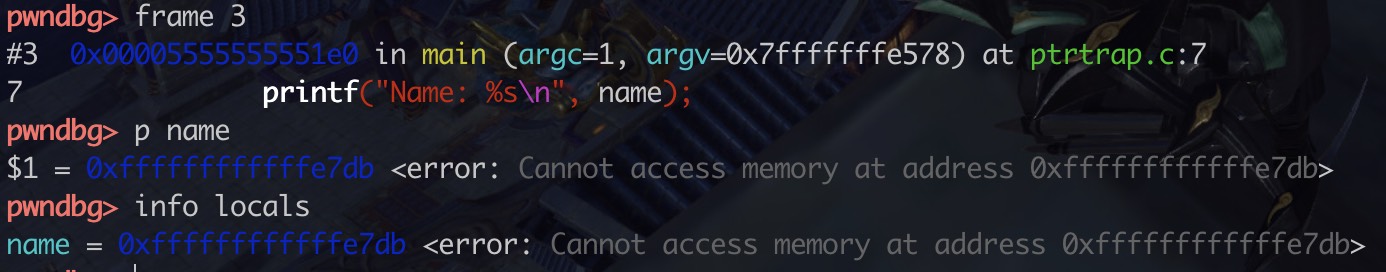 pwndbg> frame 3
#3  0x00005555555551e0 in main (argc=1, argv=0x7fffffffe578) at ptrtrap.c:7
7               printf("Name: %s\n", name);
pwndbg> p name
$1 = 0xffffffffffffe7db <error: Cannot access memory at address 0xffffffffffffe7db>
pwndbg> info locals
name = 0xffffffffffffe7db <error: Cannot access memory at address 0xffffffffffffe7db>